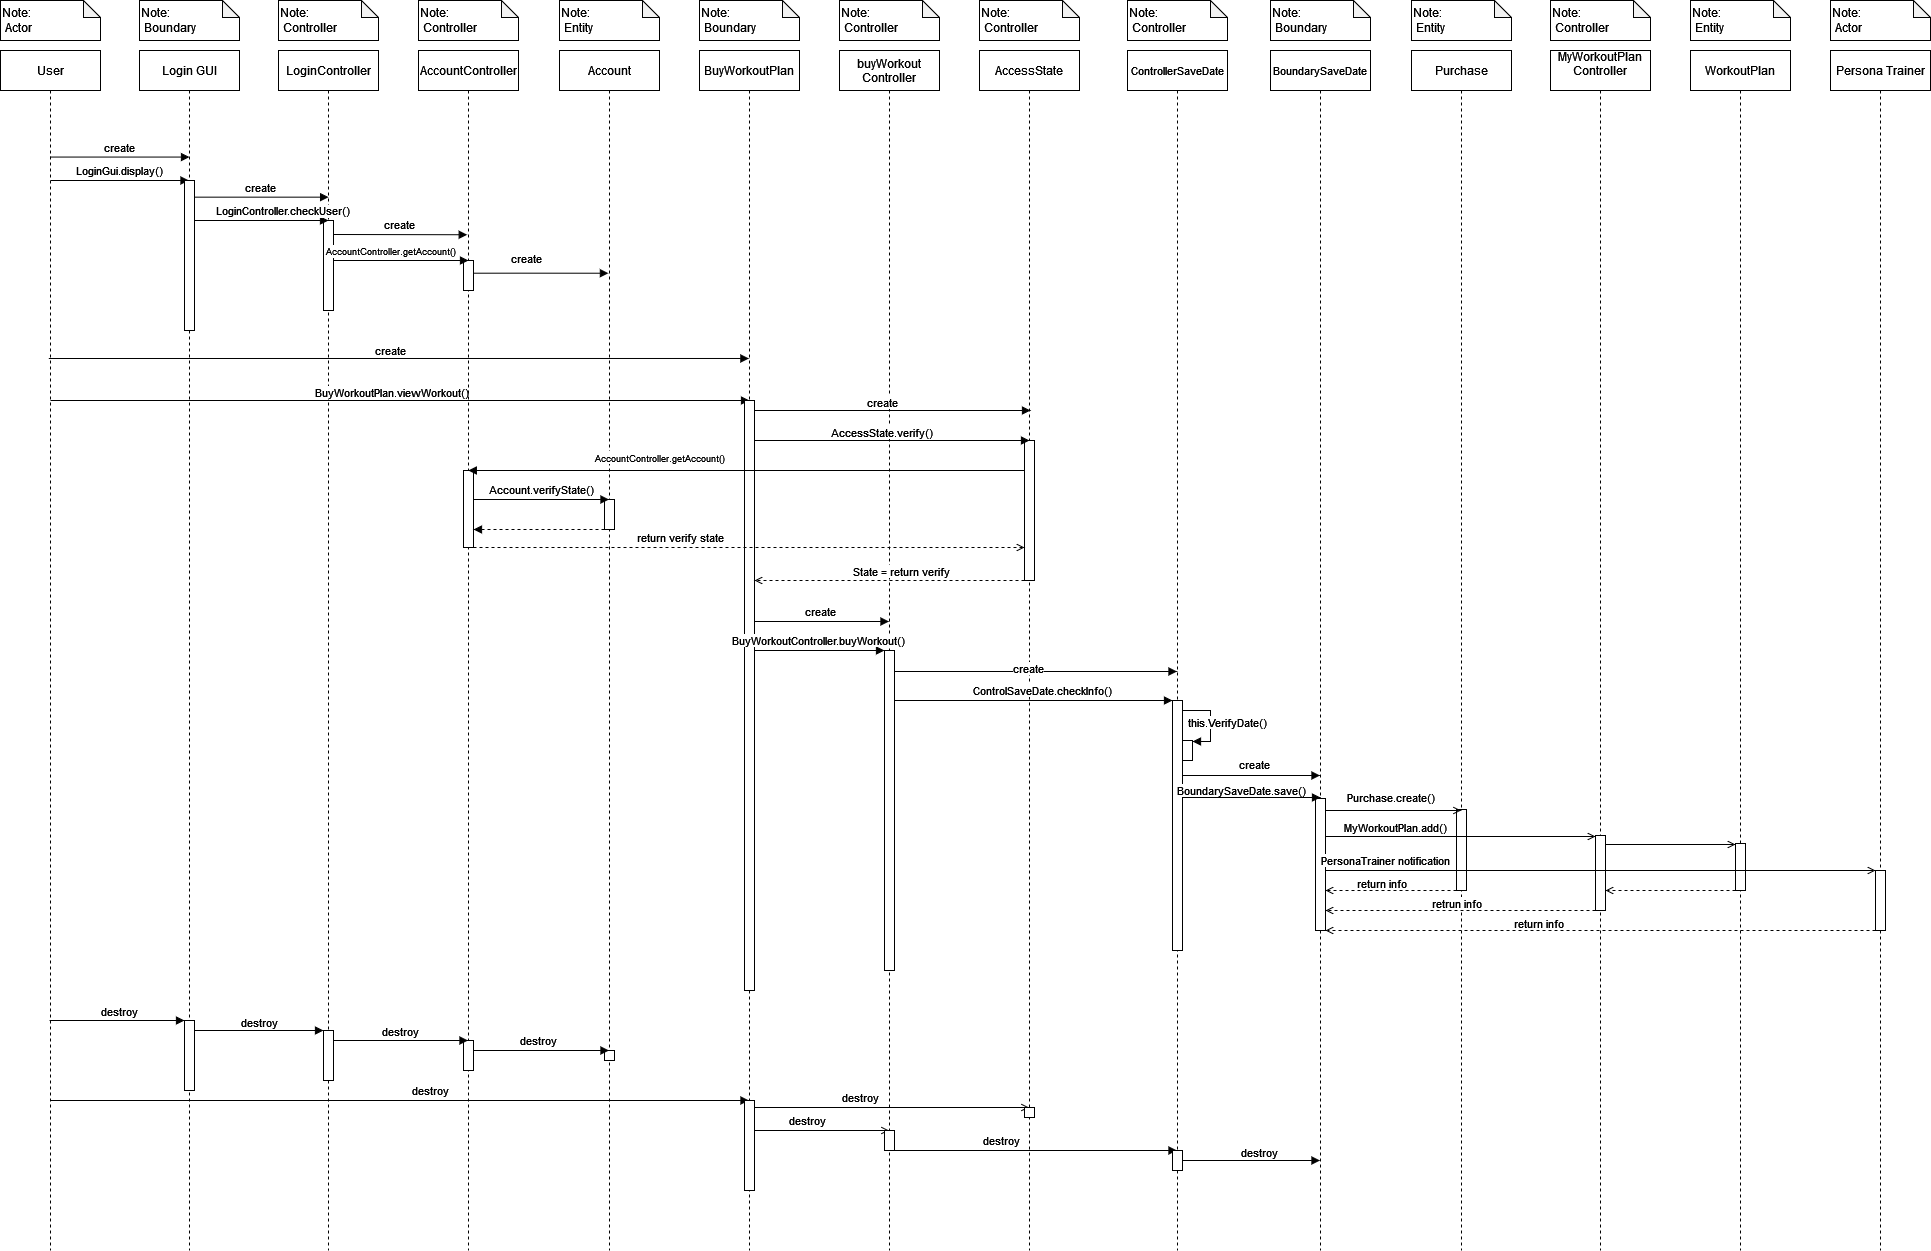 Note:
Actor
Note:
Boundary
Note:
Controller
Note:
Controller
Note:
Entity
Note:
Boundary
Note:
Controller
Note:
Controller
Note:
Controller
Note:
Boundary
Note:
Entity
Note:
Controller
Note:
Entity
Note:
Actor
User
Login GUI
LoginController
AccountController
Account
BuyWorkoutPlan
buyWorkout
Controller
AccessState
ControllerSaveDate
BoundarySaveDate
Purchase
MyWorkoutPlan
Controller
WorkoutPlan
Persona Trainer
create
LoginGui.display()
create
LoginController.checkUser()
create
AccountController.getAccount()
create
create
BuyWorkoutPlan.viewWorkout()
create
AccessState.verify()
AccountController.getAccount()
Account.verifyState()
return verify state
State = return verify
create
BuyWorkoutController.buyWorkout()
create
ControlSaveDate.checkInfo()
this.VerifyDate()
create
BoundarySaveDate.save()
Purchase.create()
MyWorkoutPlan.add()
PersonaTrainer notification
return info
retrun info
return info
destroy
destroy
destroy
destroy
destroy
destroy
destroy
destroy
destroy